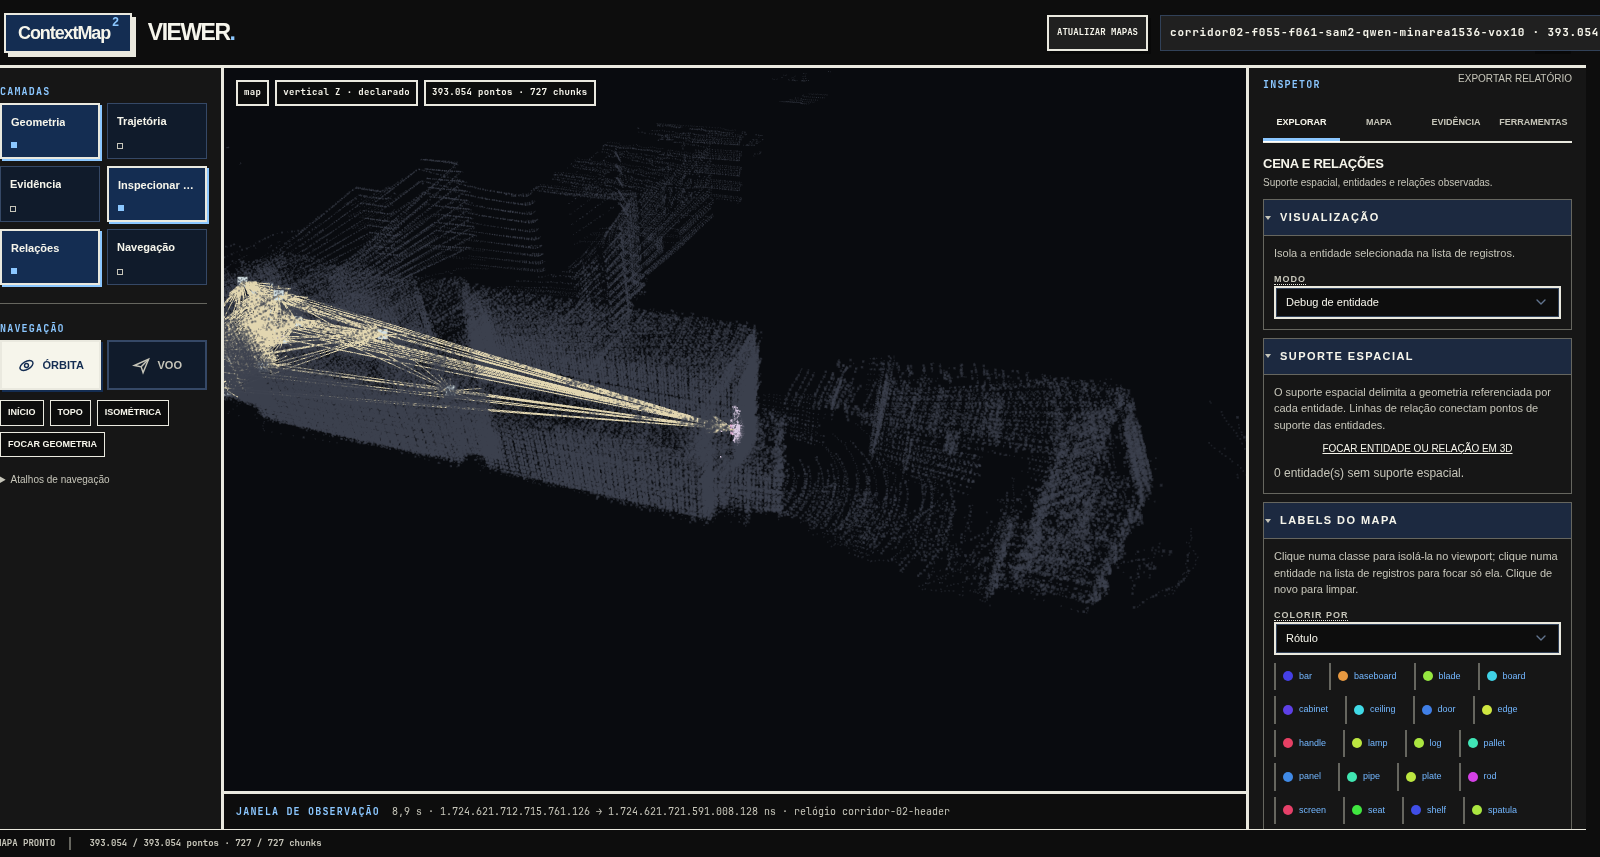 ContextMap 2 VIEWER.
ATUALIZAR MAPAS
corridor02-f055-f061-sam2-qwen-minarea1536-vox10 · 393.054
CAMADAS
Geometria
Trajetória
Evidência
Inspecionar ...
Relações
Navegação
NAVEGAÇÃO
ÓRBITA
VOO
INÍCIO
TOPO
ISOMÉTRICA
FOCAR GEOMETRIA
Atalhos de navegação
map
vertical Z · declarado
393.054 pontos · 727 chunks
JANELA DE OBSERVAÇÃO 8,9 s · 1.724.621.712.715.761.126 → 1.724.621.721.591.008.128 ns · relógio corridor-02-header
INSPETOR
EXPORTAR RELATÓRIO
EXPLORAR
MAPA
EVIDÊNCIA
FERRAMENTAS
CENA E RELAÇÕES
Suporte espacial, entidades e relações observadas.
VISUALIZAÇÃO
Isola a entidade selecionada na lista de registros.
MODO
Debug de entidade
SUPORTE ESPACIAL
O suporte espacial delimita a geometria referenciada por
cada entidade. Linhas de relação conectam pontos de
suporte das entidades.
FOCAR ENTIDADE OU RELAÇÃO EM 3D
0 entidade(s) sem suporte espacial.
LABELS DO MAPA
Clique numa classe para isolá-la no viewport; clique numa
entidade na lista de registros para focar só ela. Clique de
novo para limpar.
COLORIR POR
Rótulo
bar baseboard blade board
cabinet ceiling door edge
handle lamp log pallet
panel pipe plate rod
screen seat shelf spatula
MAPA PRONTO
393.054 / 393.054 pontos · 727 / 727 chunks